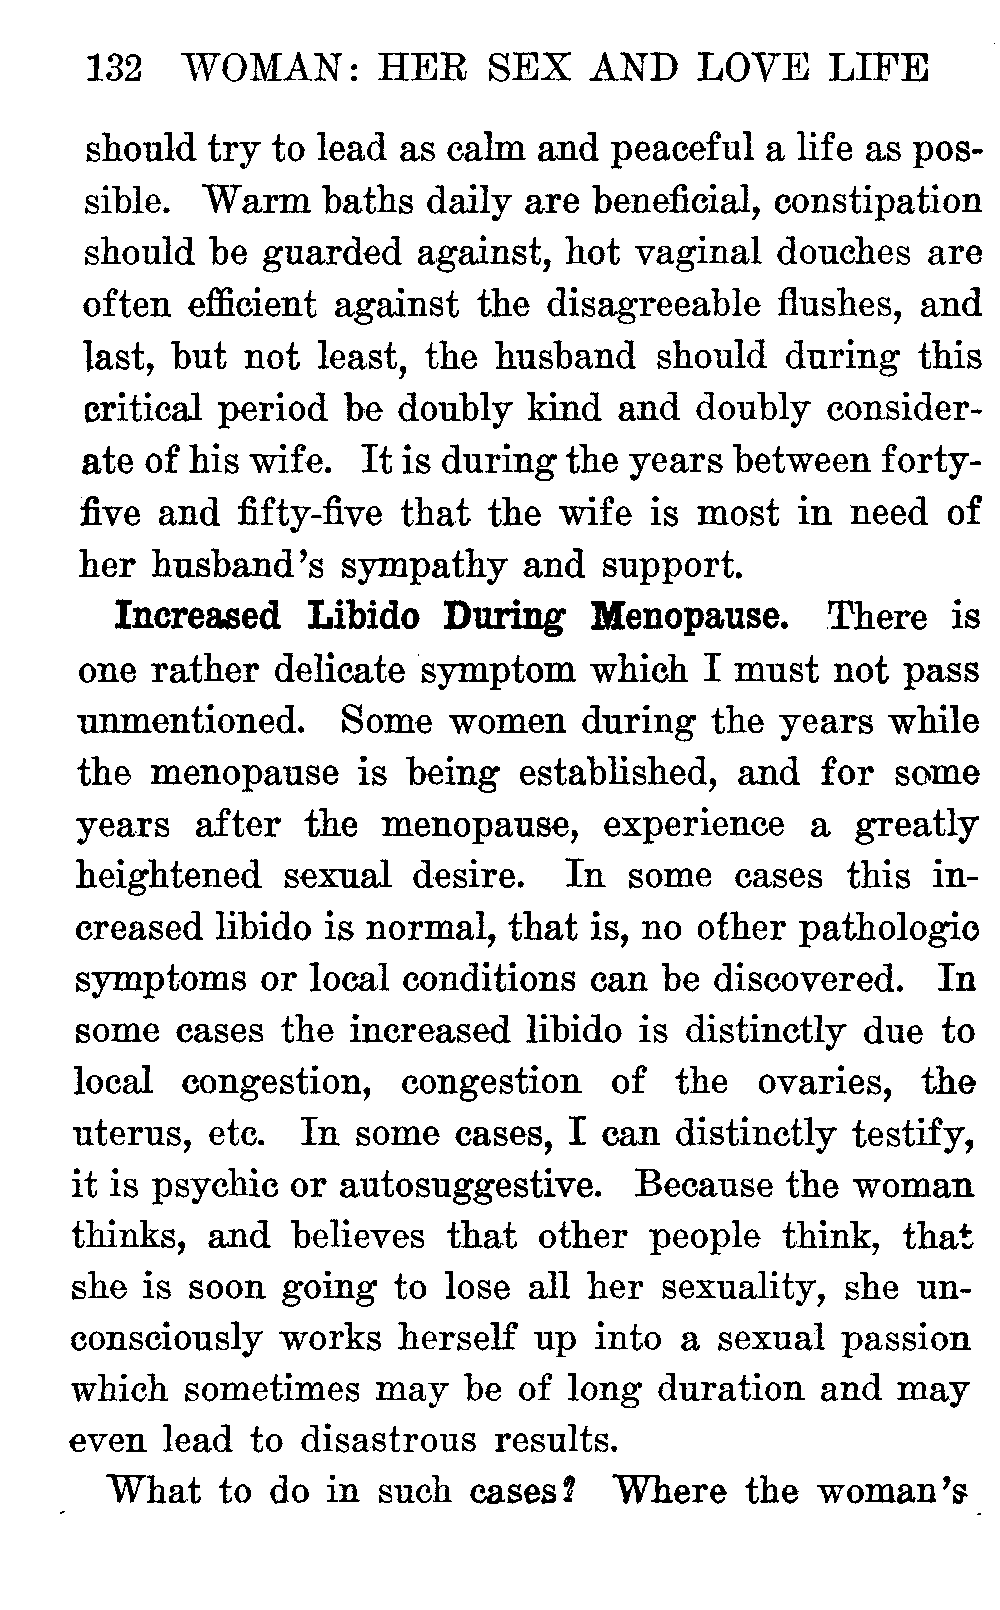 132 WOMAN: HER SEX AND LOVE LIFE
should try to lead as calm and peaceful a life as pos-
sible. Warm baths daily are beneficial, constipation
should be guarded against, hot vaginal douches are
often efficient against the disagreeable flushes, and
last, but not least, the husband should during this
critical period be doubly kind and doubly consider-
ate of his wife. It is during the years between forty-
five and fifty-five that the wife is most in need of
her husband's sympathy and support.
Increased Libido During Menopause. There is
one rather delicate symptom which I must not pass
unmentioned. Some women during the years while
the menopause is being established, and for some
years after the menopause, experience a greatly
heightened sexual desire. In some cases this in-
creased libido is normal, that is, no other pathologic
symptoms or local conditions can be discovered. In
some cases the increased libido is distinctly due to
local congestion, congestion of the ovaries, the
uterus, etc. In some cases, I can distinctly testify,
it is psychic or autosuggestive. Because the woman
thinks, and believes that other people think, that
she is soon going to lose all her sexuality, she un-
consciously works herself up into a sexual passion
which sometimes may be of long duration and may
even lead to disastrous results.
What to do in such cases? Where the woman's